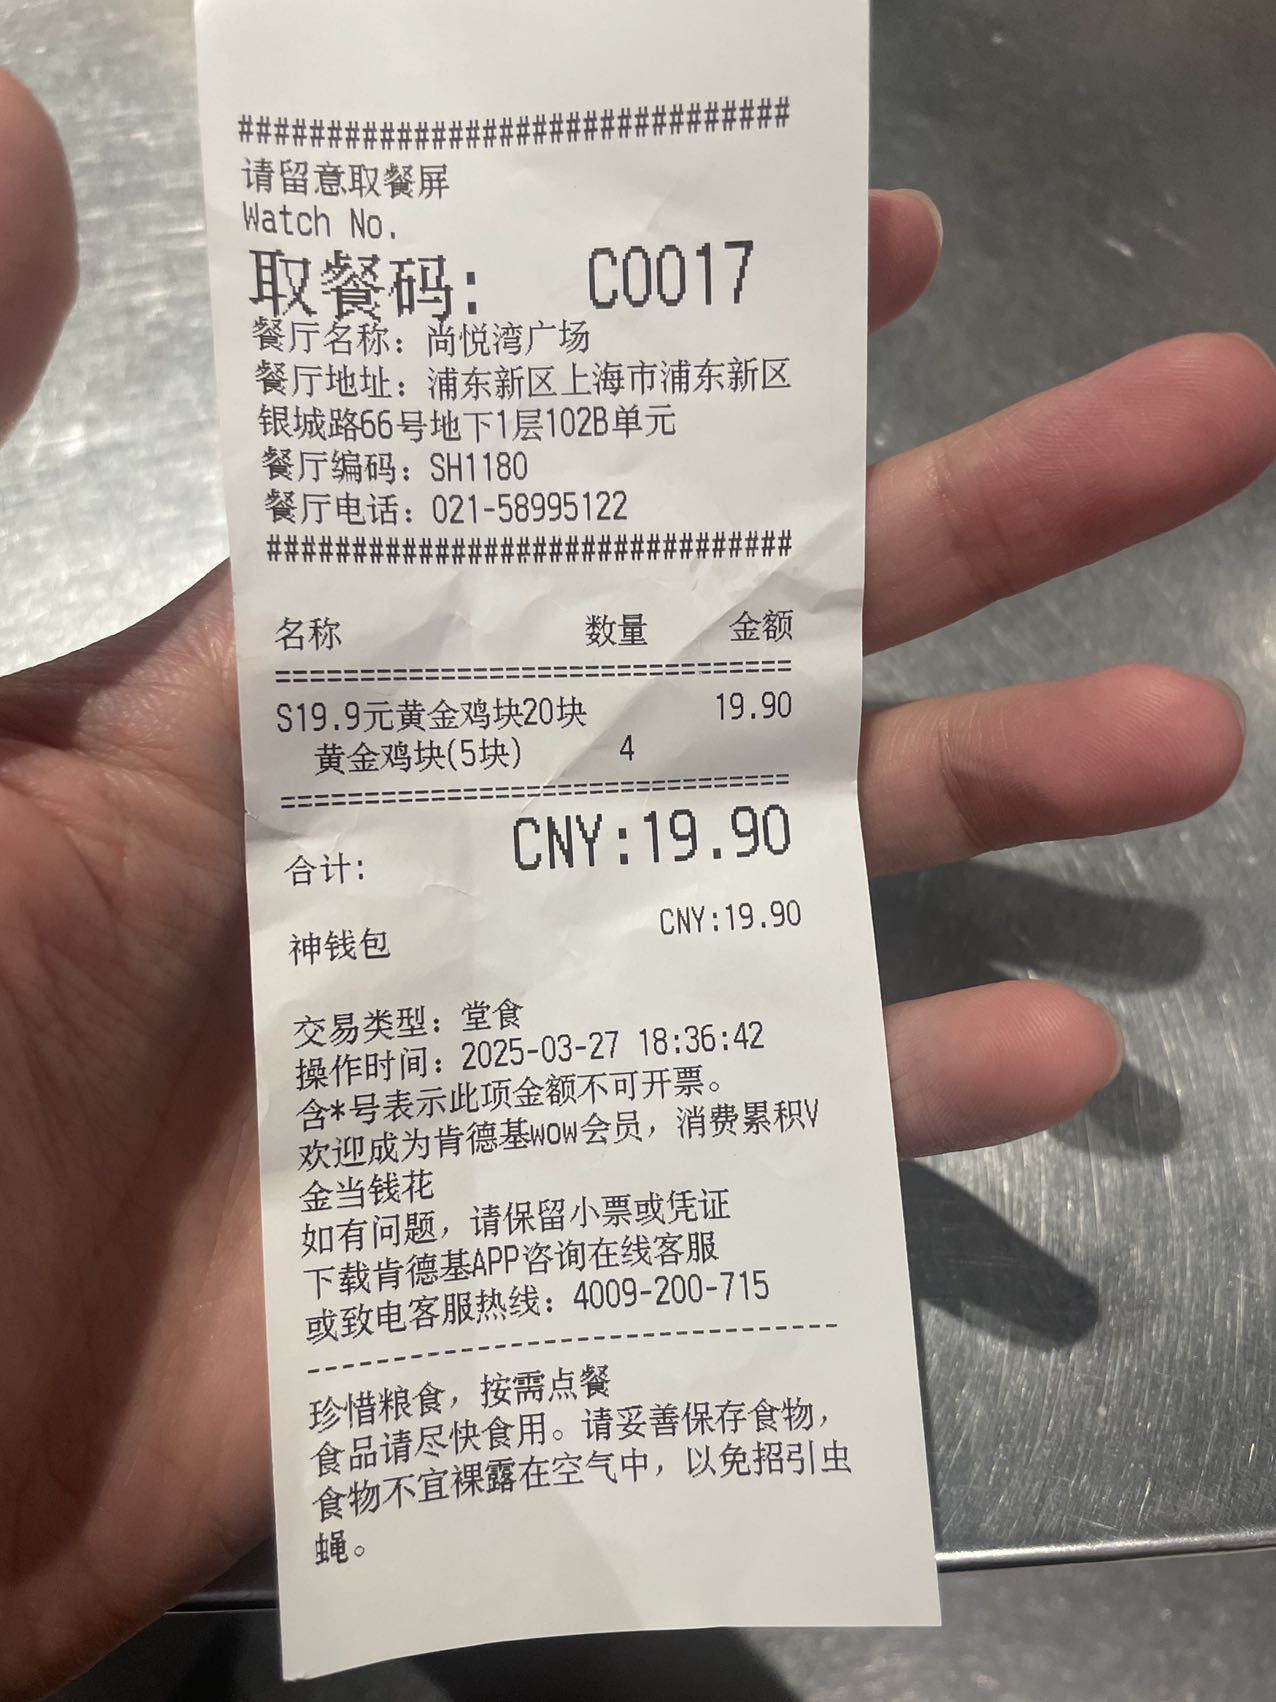 ################################
请留意取餐屏
Watch No.
取餐码: C0017
餐厅名称：尚悦湾广场
餐厅地址：浦东新区上海市浦东新区
银城路66号地下1层102B单元
餐厅编码：SH1180
餐厅电话：021-58995122
################################
名称 数量 金额
================================
S19.9元黄金鸡块20块 19.90
黄金鸡块(5块) 4
================================
合计: CNY:19.90
神钱包 CNY:19.90
交易类型：堂食
操作时间：2025-03-27 18:36:42
含*号表示此项金额不可开票。
欢迎成为肯德基wow会员，消费累积V
金当钱花
如有问题，请保留小票或凭证
下载肯德基APP咨询在线客服
或致电客服热线：4009-200-715
--------------------------------
珍惜粮食，按需点餐
食品请尽快食用。请妥善保存食物，
食物不宜裸露在空气中，以免招引虫
蝇。